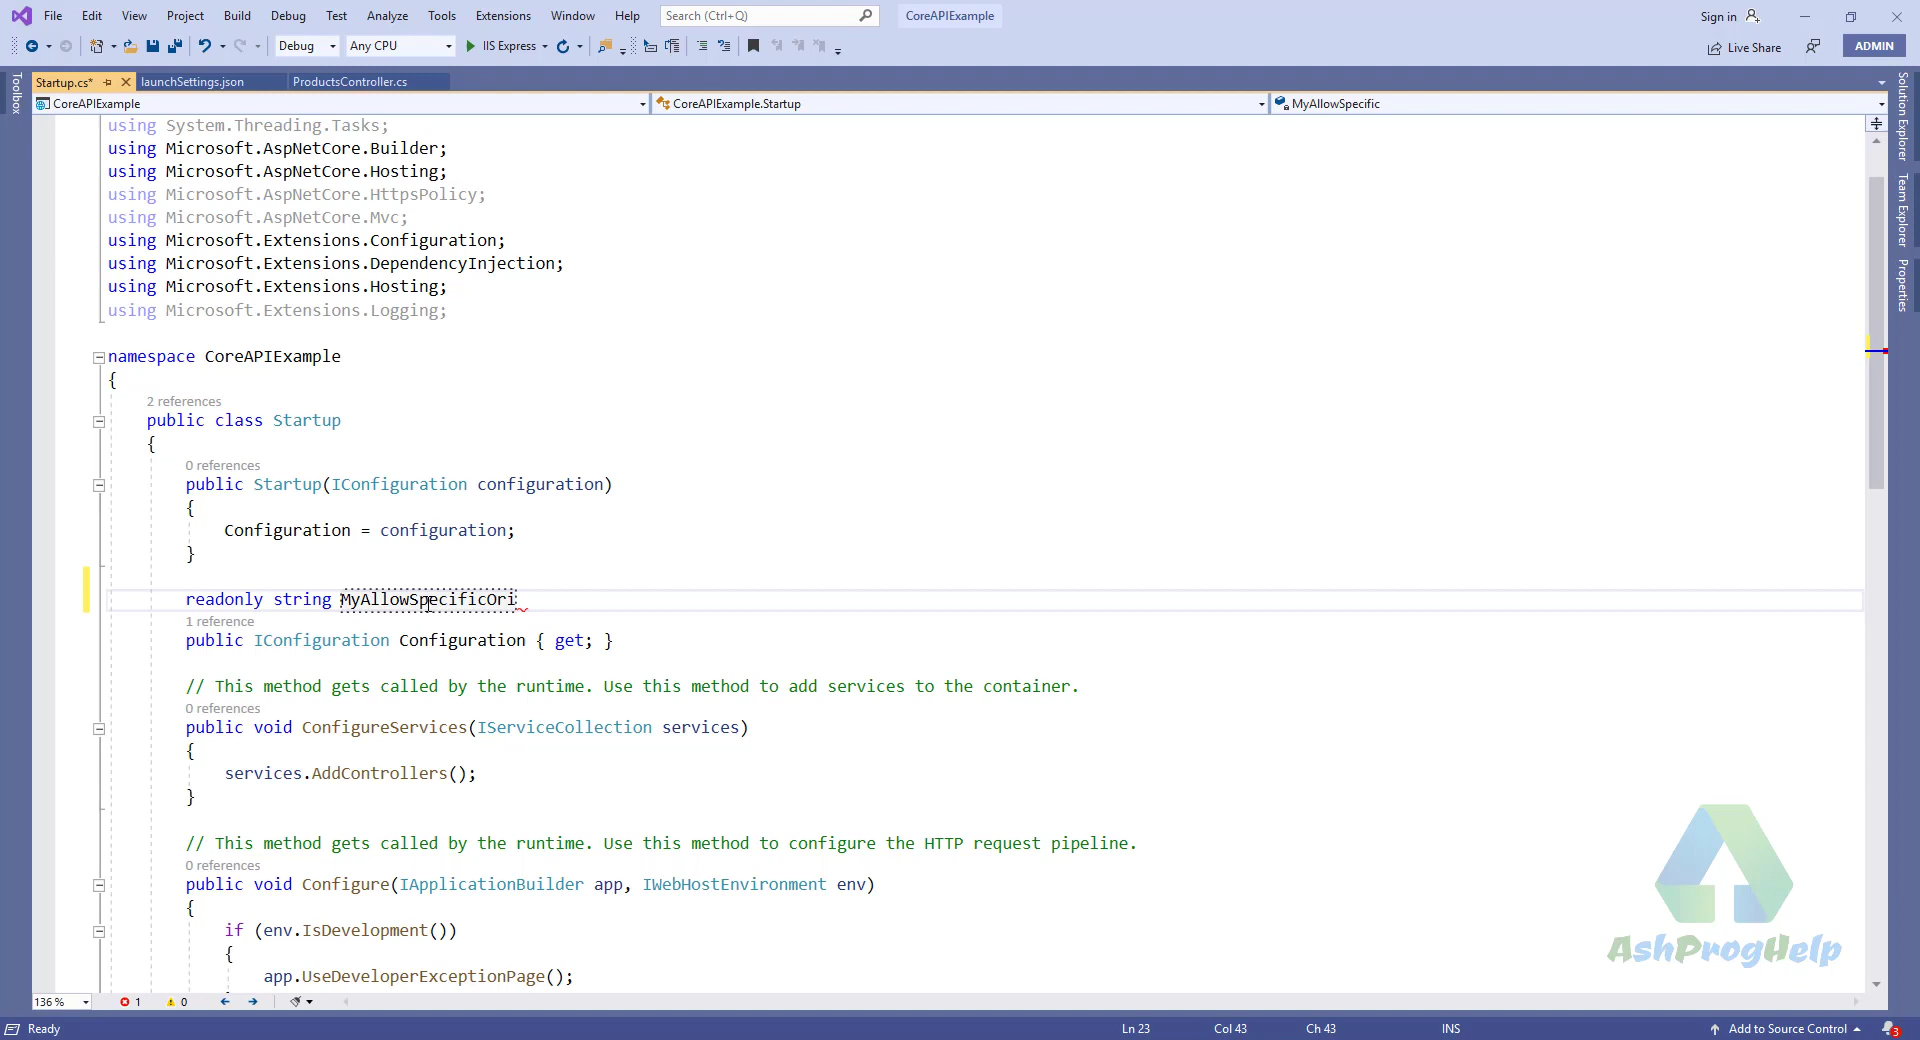 File Edit View Project Build Debug Test Analyze Tools Extensions Window Help Search (Ctrl+Q) CoreAPIExample Sign in
Debug Any CPU IIS Express Live Share ADMIN
Startup.cs* launchSettings.json ProductsController.cs
CoreAPIExample CoreAPIExample.Startup MyAllowSpecific
Toolbox
Solution Explorer
Team Explorer
Properties
using System.Threading.Tasks;
using Microsoft.AspNetCore.Builder;
using Microsoft.AspNetCore.Hosting;
using Microsoft.AspNetCore.HttpsPolicy;
using Microsoft.AspNetCore.Mvc;
using Microsoft.Extensions.Configuration;
using Microsoft.Extensions.DependencyInjection;
using Microsoft.Extensions.Hosting;
using Microsoft.Extensions.Logging;
namespace CoreAPIExample
{
2 references
public class Startup
{
0 references
public Startup(IConfiguration configuration)
{
Configuration = configuration;
}
readonly string MyAllowSpecificOri
1 reference
public IConfiguration Configuration { get; }
// This method gets called by the runtime. Use this method to add services to the container.
0 references
public void ConfigureServices(IServiceCollection services)
{
services.AddControllers();
}
// This method gets called by the runtime. Use this method to configure the HTTP request pipeline.
0 references
public void Configure(IApplicationBuilder app, IWebHostEnvironment env)
{
if (env.IsDevelopment())
{
app.UseDeveloperExceptionPage();
AshProgHelp
136 % 1 0
Ready Ln 23 Col 43 Ch 43 INS Add to Source Control 3